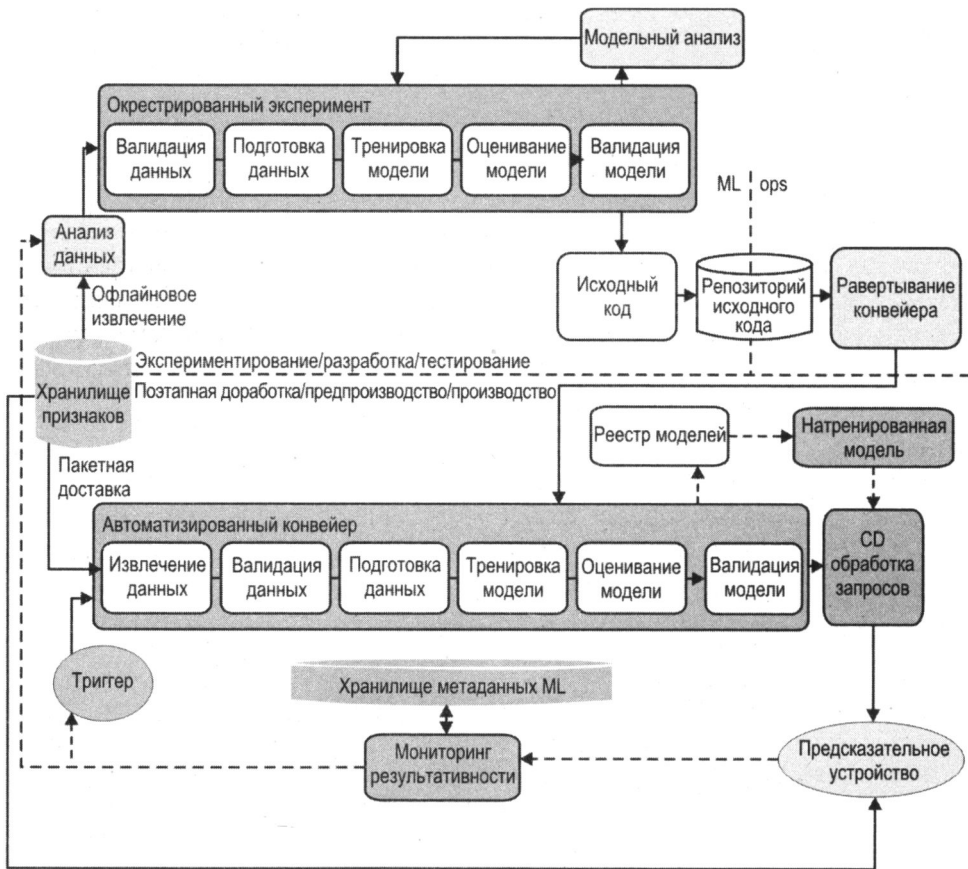 Модельный анализ
Окрестрированный эксперимент
Валидация
данных
Подготовка
данных
Тренировка
модели
Оценивание
модели
Валидация
модели
ML
ops
Анализ
данных
Офлайновое
извлечение
Исходный
код
Репозиторий
исходного
кода
Равертывание
конвейера
Экспериментирование/разработка/тестирование
Хранилище
признаков
Поэтапная доработка/предпроизводство/производство
Реестр моделей
Натренированная
модель
Пакетная
доставка
Автоматизированный конвейер
Извлечение
данных
Валидация
данных
Подготовка
данных
Тренировка
модели
Оценивание
модели
Валидация
модели
CD
обработка
запросов
Триггер
Хранилище метаданных ML
Мониторинг
результативности
Предсказательное
устройство